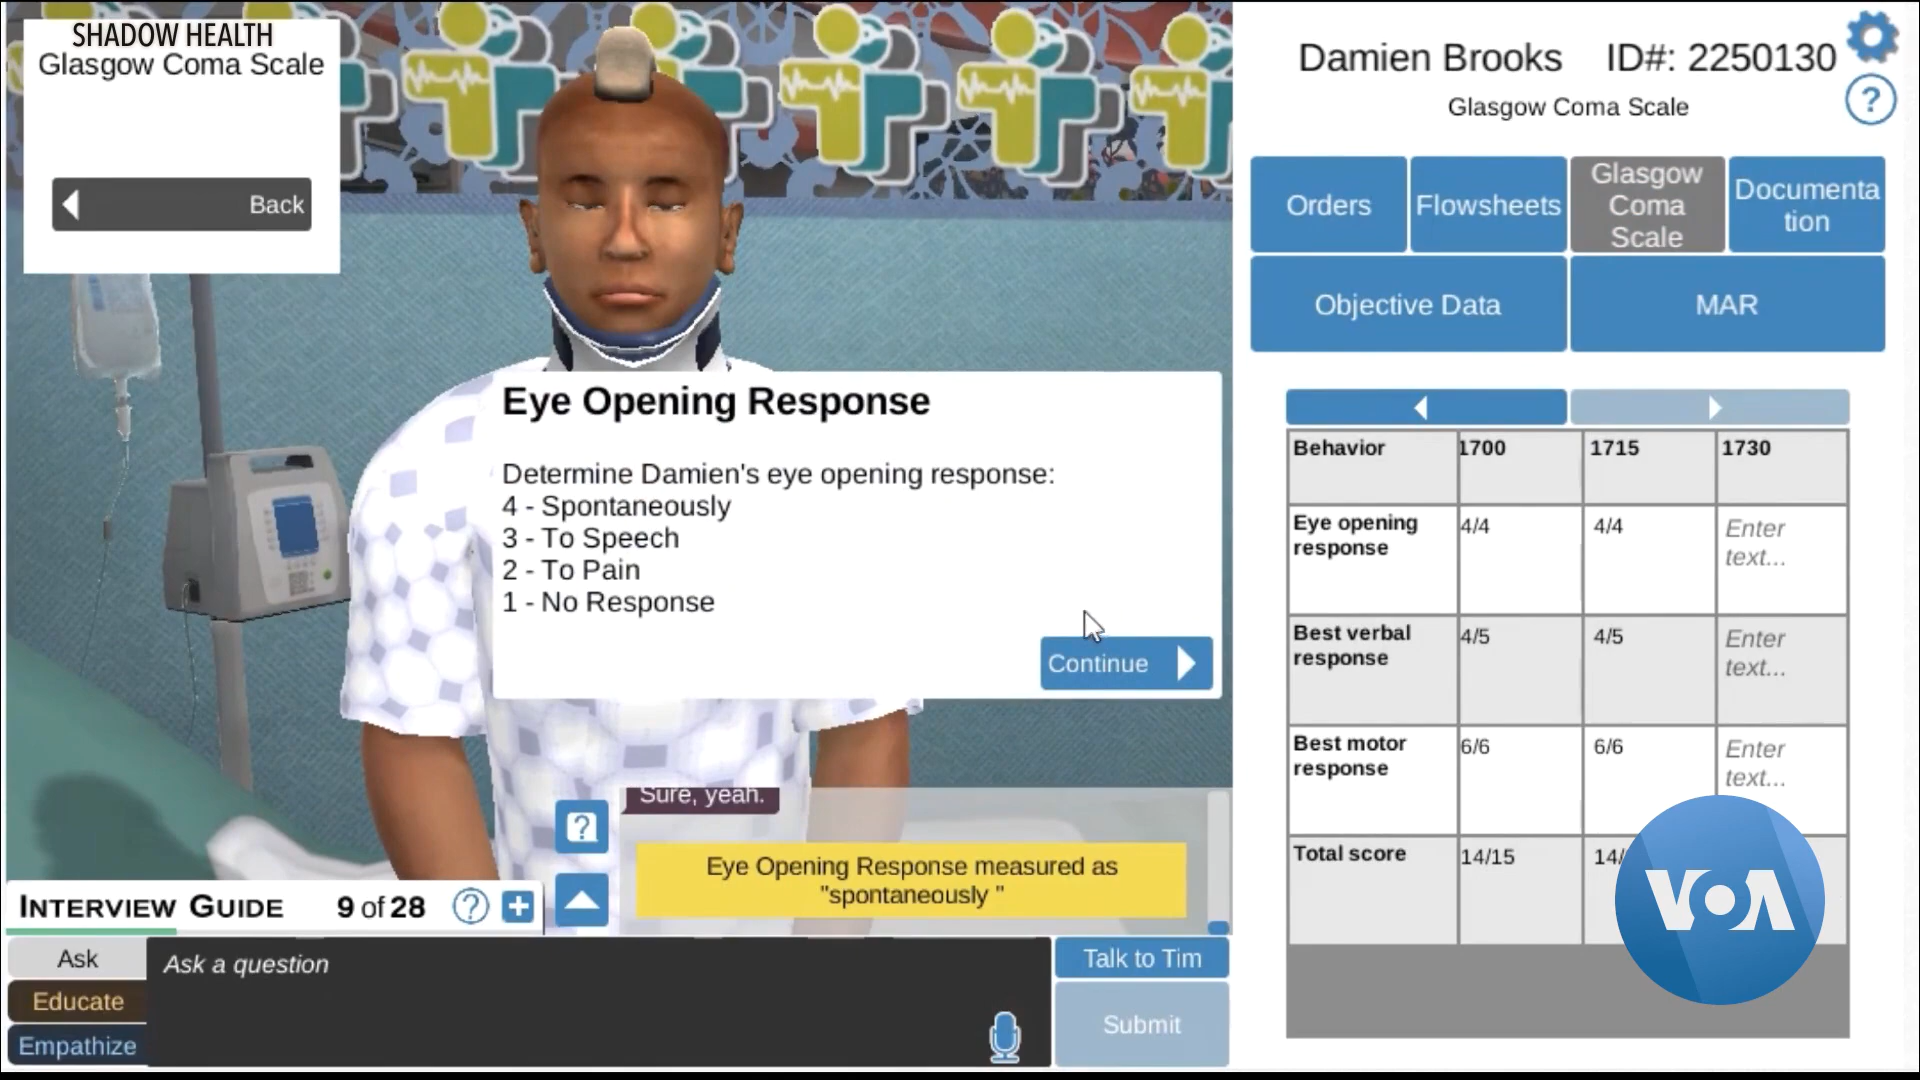 SHADOW HEALTH
Glasgow Coma Scale
Back
Eye Opening Response
Determine Damien's eye opening response:
4 - Spontaneously
3 - To Speech
2 - To Pain
1 - No Response
Continue
Sure, yeah.
Eye Opening Response measured as
"spontaneously "
INTERVIEW GUIDE 9 of 28 ?
Ask
Educate
Empathize
Ask a question
Talk to Tim
Submit
Damien Brooks ID#: 2250130
?
Glasgow Coma Scale
Orders
Flowsheets
Glasgow
Coma
Scale
Documenta
tion
Objective Data
MAR
Behavior 1700 1715 1730
Eye opening
response
4/4 4/4
Enter
text...
Best verbal
response
4/5 4/5
Enter
text...
Best motor
response
6/6 6/6
Enter
text...
Total score 14/15 14/
VOA